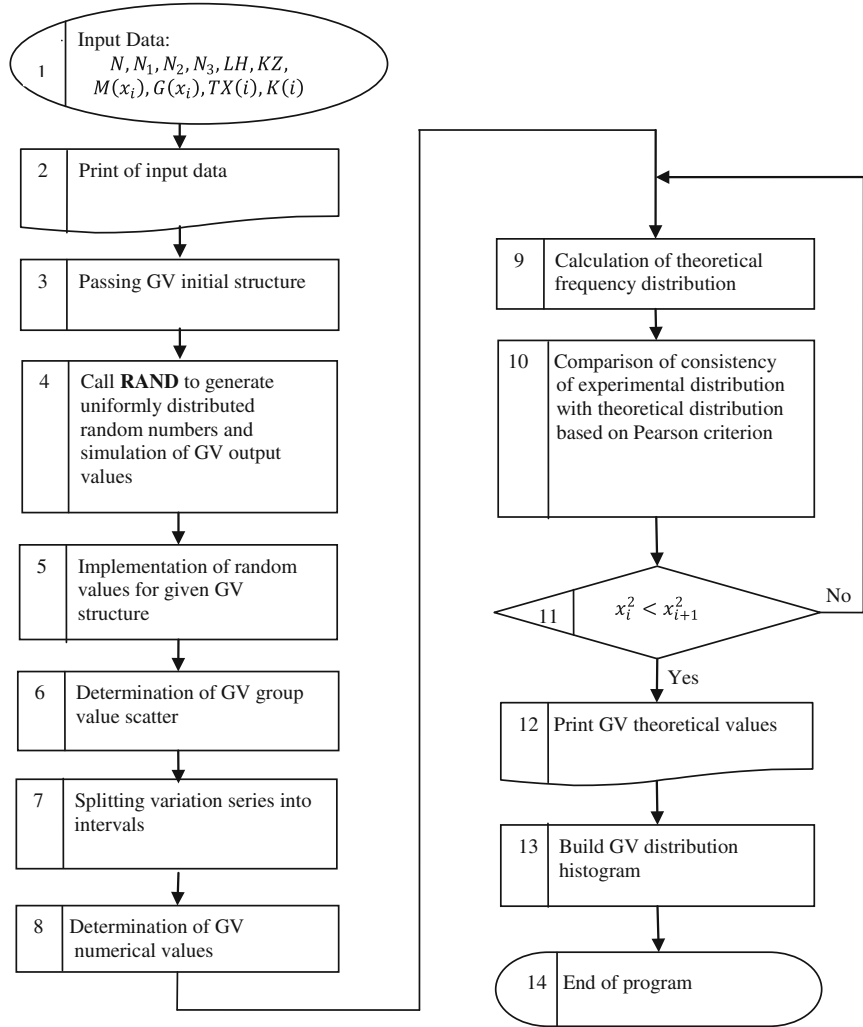 1
Input Data:
N, N₁, N₂, N₃, LH, KZ,
M(xᵢ), G(xᵢ), TX(i), K(i)
2
Print of input data
3
Passing GV initial structure
4
Call RAND to generate
uniformly distributed
random numbers and
simulation of GV output
values
5
Implementation of random
values for given GV
structure
6
Determination of GV group
value scatter
7
Splitting variation series into
intervals
8
Determination of GV
numerical values
9
Calculation of theoretical
frequency distribution
10
Comparison of consistency
of experimental distribution
with theoretical distribution
based on Pearson criterion
11
xᵢ² < xᵢ₊₁²
No
Yes
12
Print GV theoretical values
13
Build GV distribution
histogram
14
End of program